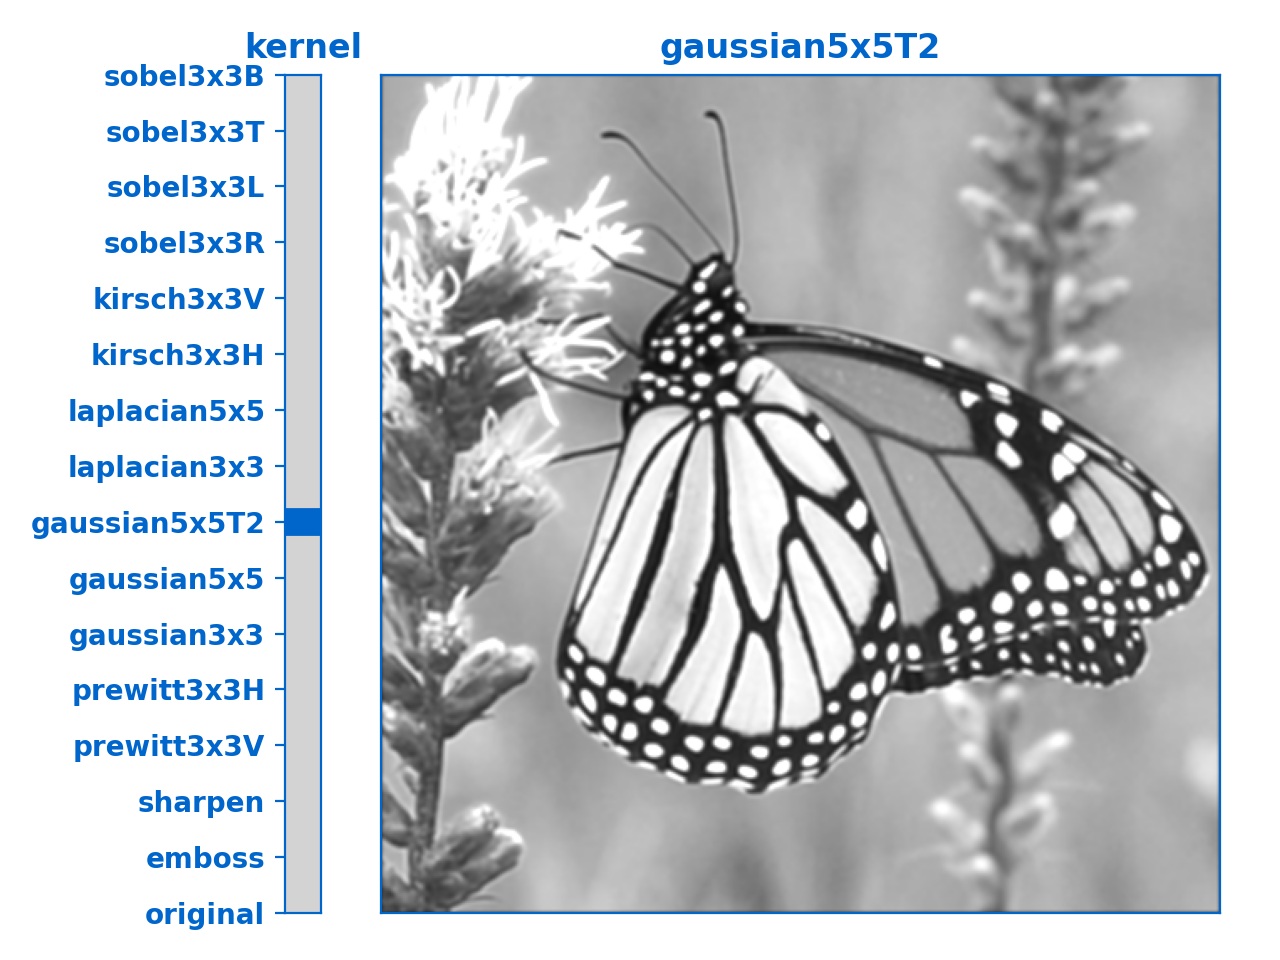 kernel
gaussian5x5T2
sobel3x3B
sobel3x3T
sobel3x3L
sobel3x3R
kirsch3x3V
kirsch3x3H
laplacian5x5
laplacian3x3
gaussian5x5T2
gaussian5x5
gaussian3x3
prewitt3x3H
prewitt3x3V
sharpen
emboss
original